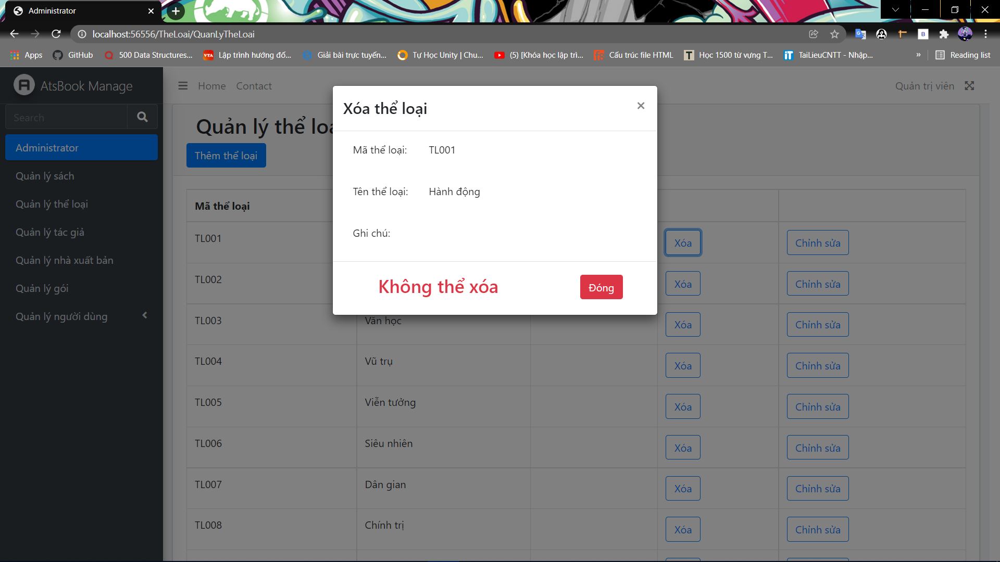 Administrator
localhost:56556/TheLoai/QuanLyTheLoai
Apps GitHub 500 Data Structures... Lập trình hướng đố... Giải bài trực tuyến... Tự Học Unity | Chu... (5) [Khóa học lập trì... Cấu trúc file HTML Học 1500 từ vựng T... TaiLieuCNTT - Nhập... » Reading list
AtsBook Manage
Home Contact
Quản trị viên
Search
Administrator
Quản lý sách
Quản lý thể loại
Quản lý tác giả
Quản lý nhà xuất bản
Quản lý gói
Quản lý người dùng
Quản lý thể loạ
Thêm thể loại
Xóa thể loại ×
Mã thể loại: TL001
Tên thể loại: Hành động
Ghi chú:
Không thể xóa Đóng
Mã thể loại
TL001 Xóa Chỉnh sửa
TL002 Xóa Chỉnh sửa
TL003 Văn học Xóa Chỉnh sửa
TL004 Vũ trụ Xóa Chỉnh sửa
TL005 Viễn tưởng Xóa Chỉnh sửa
TL006 Siêu nhiên Xóa Chỉnh sửa
TL007 Dân gian Xóa Chỉnh sửa
TL008 Chính trị Xóa Chỉnh sửa